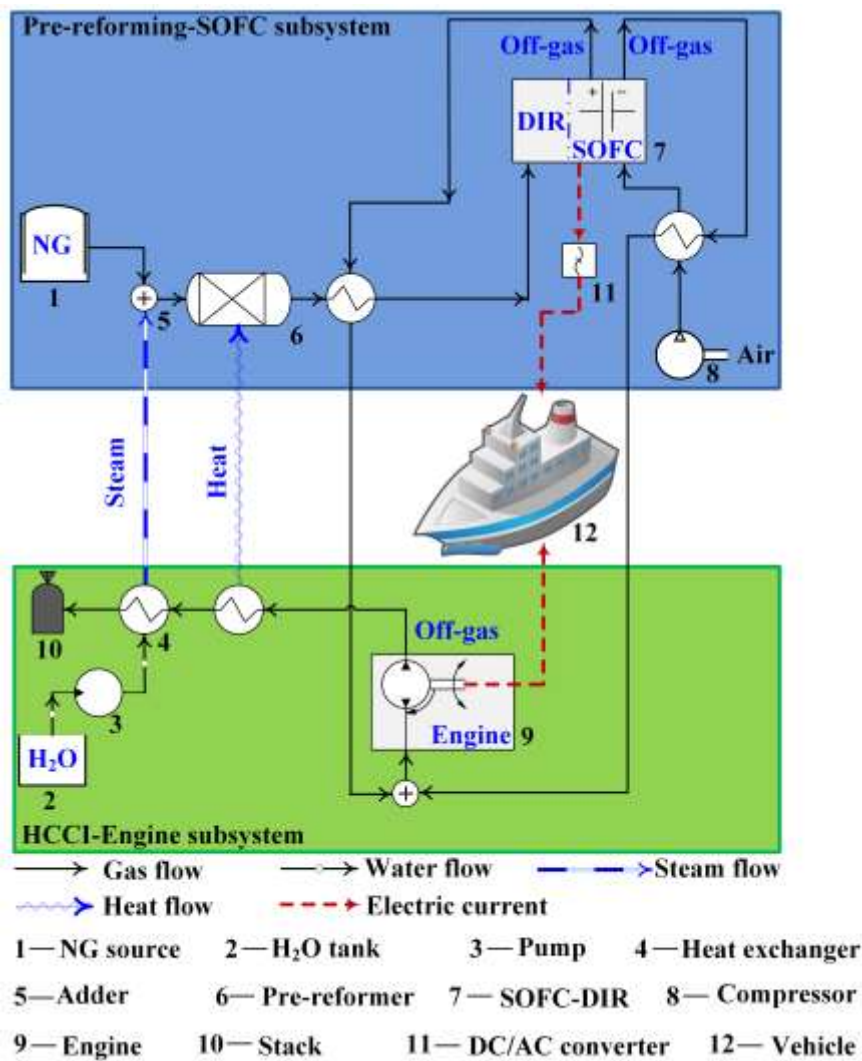 Pre-reforming-SOFC subsystem
Off-gas
Off-gas
+
−
DIR
SOFC
7
NG
1
+
5
6
11
8
Air
Steam
Heat
12
4
10
Off-gas
3
H₂O
2
Engine
9
+
HCCI-Engine subsystem
Gas flow
Water flow
Steam flow
Heat flow
Electric current
1—NG source 2—H₂O tank 3—Pump 4—Heat exchanger
5—Adder 6—Pre-reformer 7—SOFC-DIR 8—Compressor
9—Engine 10—Stack 11—DC/AC converter 12—Vehicle